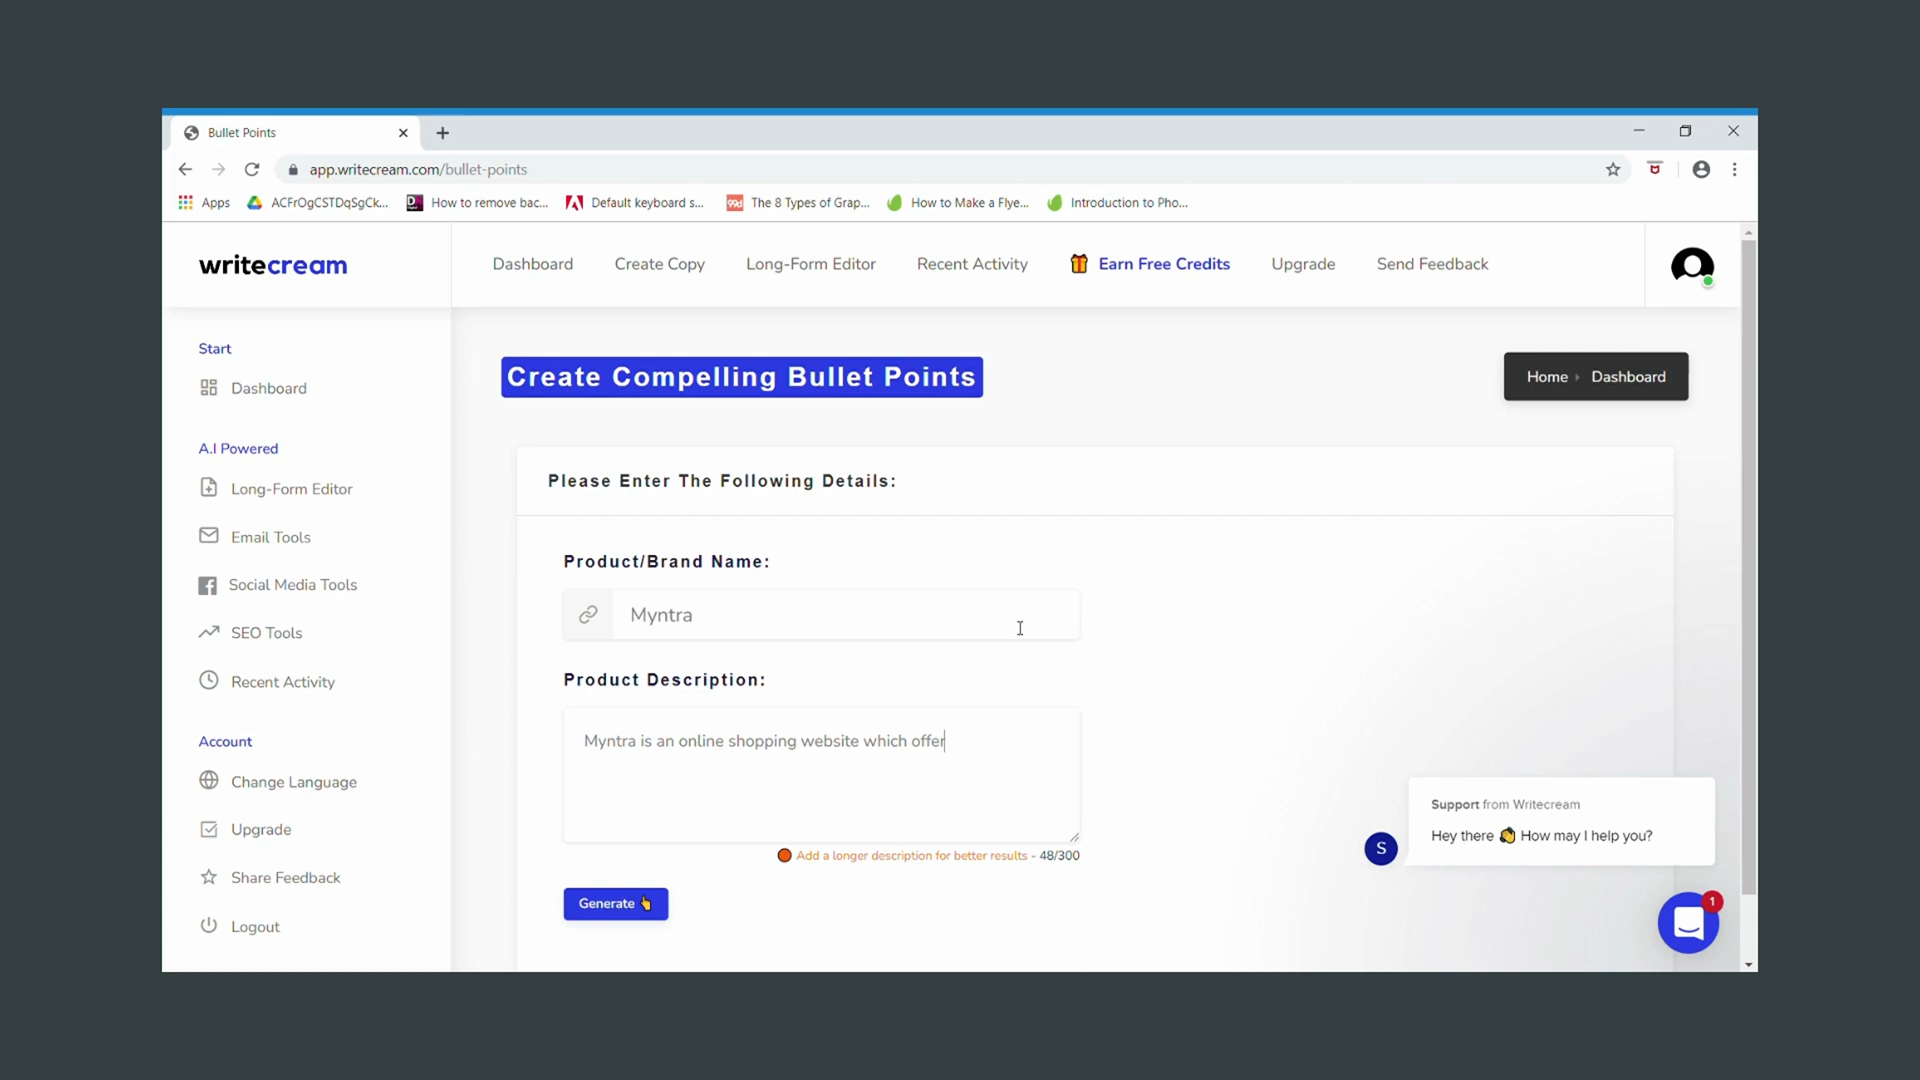 Bullet Points
app.writecream.com/bullet-points
Apps
ACFrOgCSTDqSgCk...
How to remove bac...
Default keyboard s...
99d
The 8 Types of Grap...
How to Make a Flye...
Introduction to Pho...
writecream
Dashboard
Create Copy
Long-Form Editor
Recent Activity
Earn Free Credits
Upgrade
Send Feedback
Start
Dashboard
A.I Powered
Long-Form Editor
Email Tools
Social Media Tools
SEO Tools
Recent Activity
Account
Change Language
Upgrade
Share Feedback
Logout
Create Compelling Bullet Points
Home
Dashboard
Please Enter The Following Details:
Product/Brand Name:
Myntra
Product Description:
Myntra is an online shopping website which offer
Add a longer description for better results - 48/300
Generate
Support from Writecream
Hey there 👋 How may I help you?
S
1